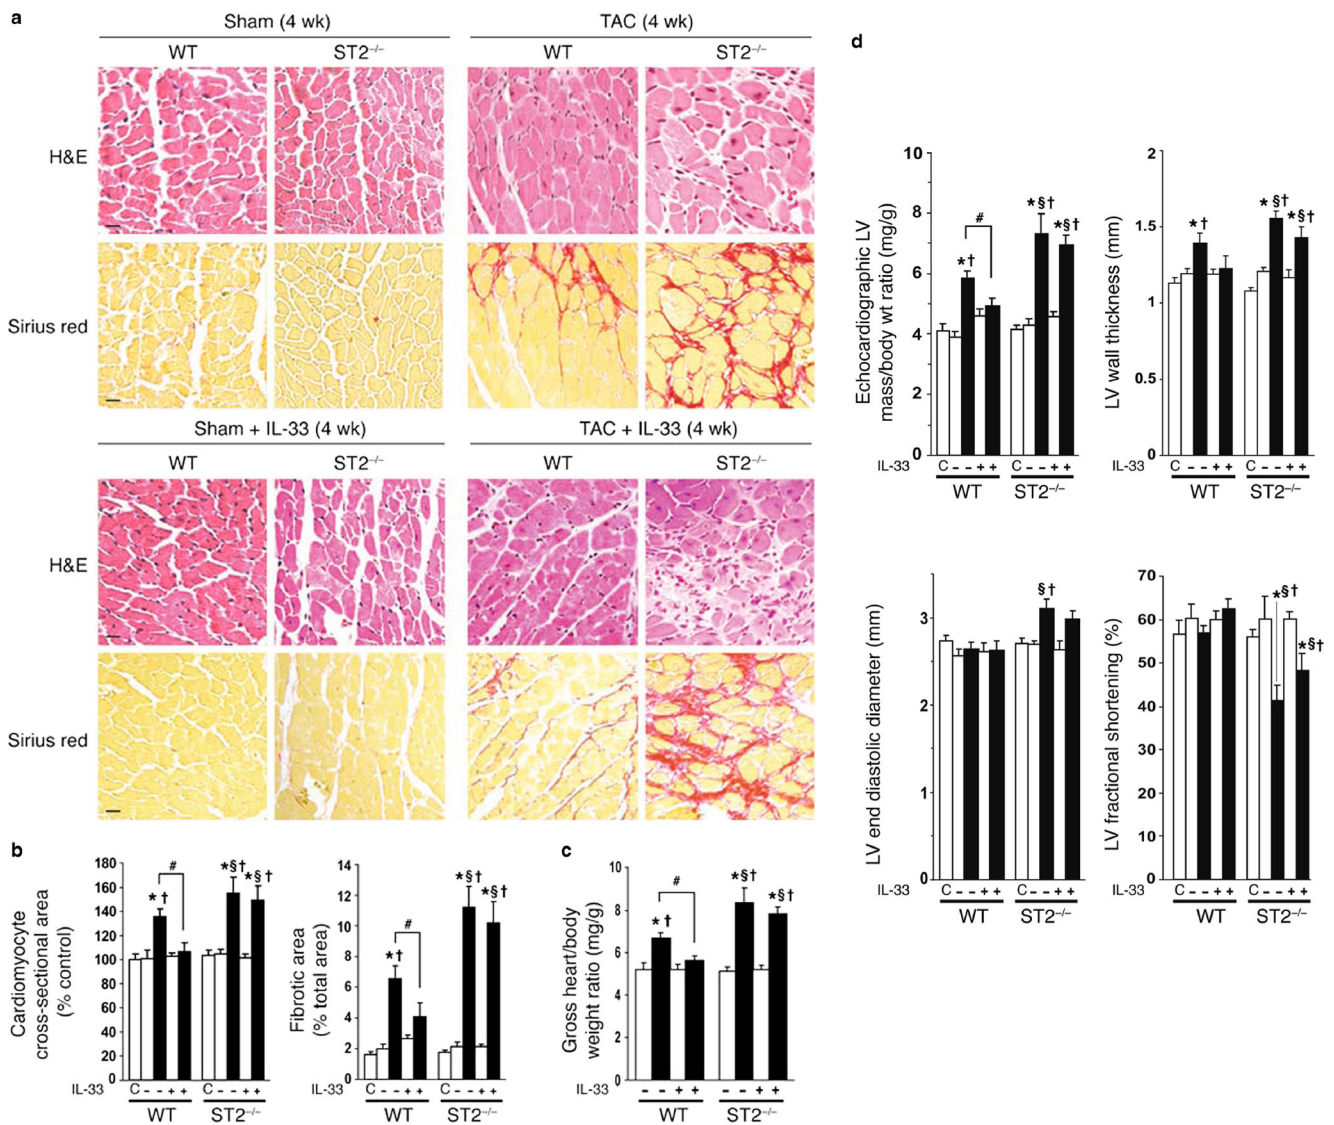 a
Sham (4 wk)
TAC (4 wk)
WT
ST2–/–
WT
ST2–/–
H&E
Sirius red
Sham + IL-33 (4 wk)
TAC + IL-33 (4 wk)
WT
ST2–/–
WT
ST2–/–
H&E
Sirius red
b
Cardiomyocyte
cross-sectional area
(% control)
180
160
140
120
100
80
60
40
20
0
*†
#
*§†
*§†
IL-33
C - - + +
C - - + +
WT
ST2–/–
Fibrotic area
(% total area)
14
12
10
8
6
4
2
0
*†
#
*§†
*§†
IL-33
C - - + +
C - - + +
WT
ST2–/–
c
Gross heart/body
weight ratio (mg/g)
10
8
6
4
2
0
*†
#
*§†
*§†
IL-33
- - + +
- - + +
WT
ST2–/–
d
Echocardiographic LV
mass/body wt ratio (mg/g)
10
8
6
4
2
0
*†
#
*§†
*§†
IL-33
C - - + +
C - - + +
WT
ST2–/–
LV wall thickness (mm)
2
1.5
1
0.5
0
*†
*§†
*§†
IL-33
C - - + +
C - - + +
WT
ST2–/–
LV end diastolic diameter (mm)
3
2
1
0
§†
IL-33
C - - + +
C - - + +
WT
ST2–/–
LV fractional shortening (%)
70
60
50
40
30
20
10
0
*§†
*§†
IL-33
C - - + +
C - - + +
WT
ST2–/–